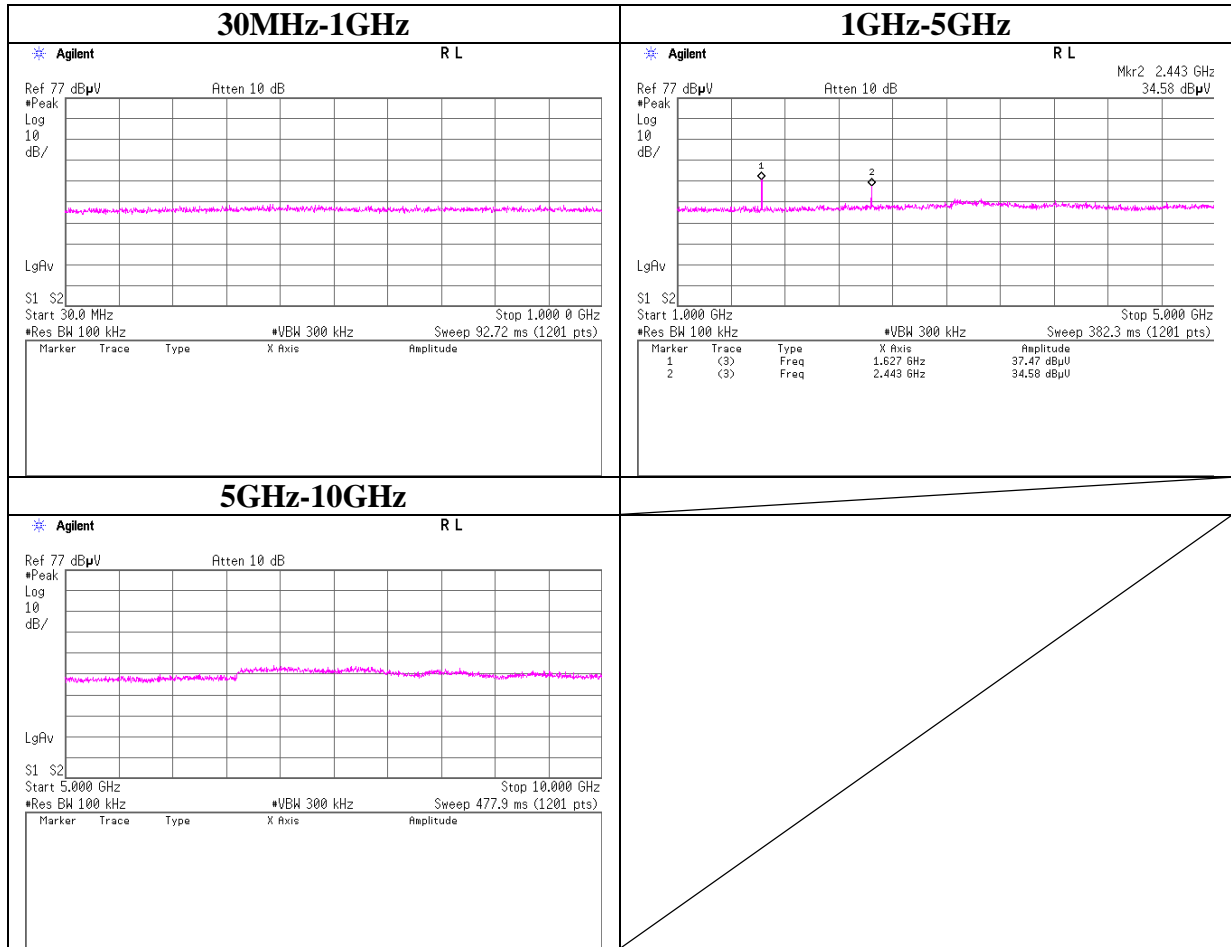 30MHz-1GHz
Agilent R L
Ref 77 dBµV Atten 10 dB
#Peak
Log
10
dB/
LgAv
S1 S2
Start 30.0 MHz Stop 1.000 0 GHz
#Res BW 100 kHz #VBW 300 kHz Sweep 92.72 ms (1201 pts)
Marker Trace Type X Axis Amplitude
1GHz-5GHz
Agilent R L
Mkr2 2.443 GHz
Ref 77 dBµV Atten 10 dB 34.58 dBµV
#Peak
Log
10
dB/
1
2
LgAv
S1 S2
Start 1.000 GHz Stop 5.000 GHz
#Res BW 100 kHz #VBW 300 kHz Sweep 382.3 ms (1201 pts)
Marker Trace Type X Axis Amplitude
1 (3) Freq 1.627 GHz 37.47 dBµV
2 (3) Freq 2.443 GHz 34.58 dBµV
5GHz-10GHz
Agilent R L
Ref 77 dBµV Atten 10 dB
#Peak
Log
10
dB/
LgAv
S1 S2
Start 5.000 GHz Stop 10.000 GHz
#Res BW 100 kHz #VBW 300 kHz Sweep 477.9 ms (1201 pts)
Marker Trace Type X Axis Amplitude